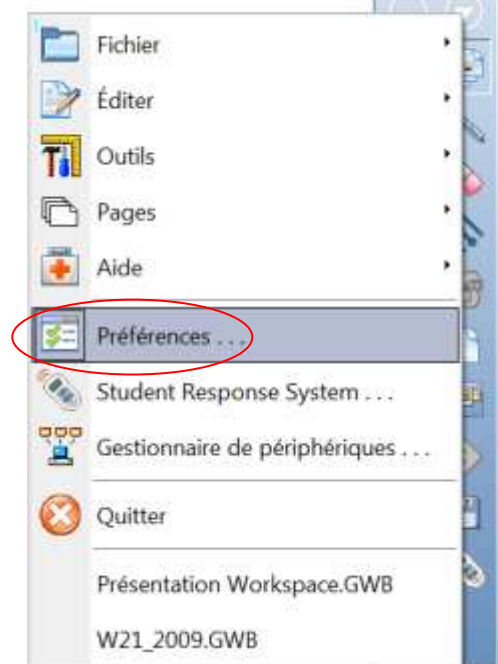 Fichier
Éditer
Outils
Pages
Aide
Préférences . . .
Student Response System . . .
Gestionnaire de périphériques . . .
Quitter
Présentation Workspace.GWB
W21_2009.GWB